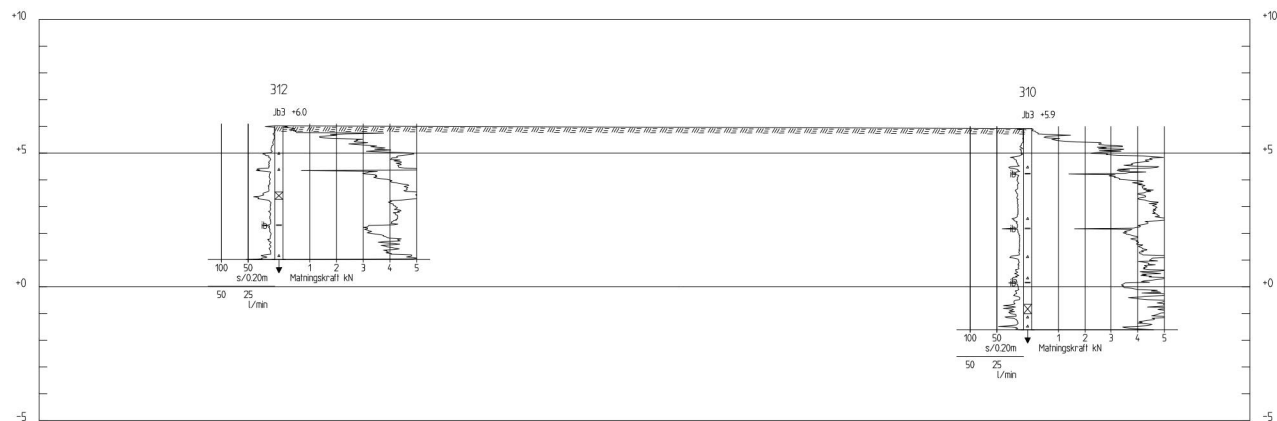 +10 +10
312 310
Jb3 +6.0 Jb3 +5.9
+5 +5
100 50 1 2 3 4 5
s/0.20m Matningskraft kN
50 25
l/min
+0 +0
100 50 1 2 3 4 5
s/0.20m Matningskraft kN
50 25
l/min
-5 -5